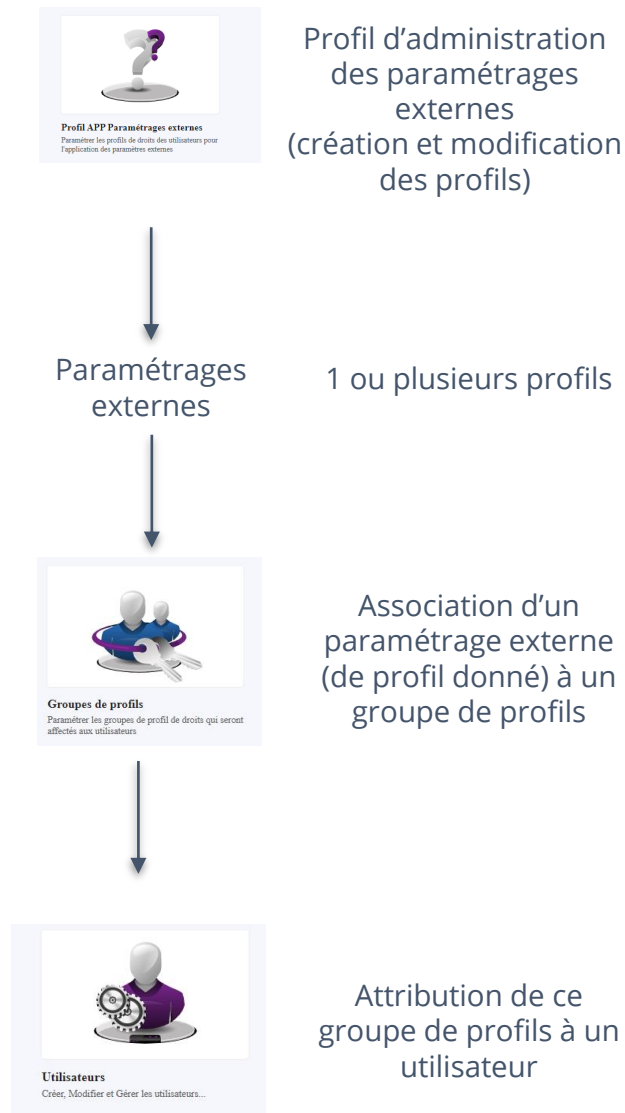 Profil d’administration
des paramétrages
externes
(création et modification
des profils)
Profil APP Paramétrages externes
Paramétrer les profils de droits des utilisateurs pour
l'application des paramètres externes
Paramétrages
externes
1 ou plusieurs profils
Association d’un
paramétrage externe
(de profil donné) à un
groupe de profils
Groupes de profils
Paramétrer les groupes de profil de droits qui seront
affectés aux utilisateurs
Attribution de ce
groupe de profils à un
utilisateur
Utilisateurs
Créer, Modifier et Gérer les utilisateurs...